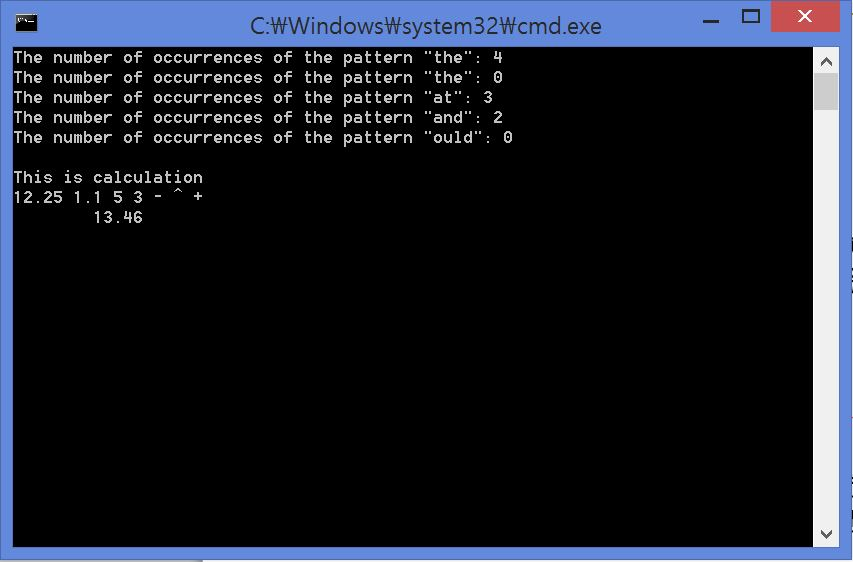 C:₩Windows₩system32₩cmd.exe
The number of occurrences of the pattern "the": 4
The number of occurrences of the pattern "the": 0
The number of occurrences of the pattern "at": 3
The number of occurrences of the pattern "and": 2
The number of occurrences of the pattern "ould": 0
This is calculation
12.25 1.1 5 3 - ^ +
13.46